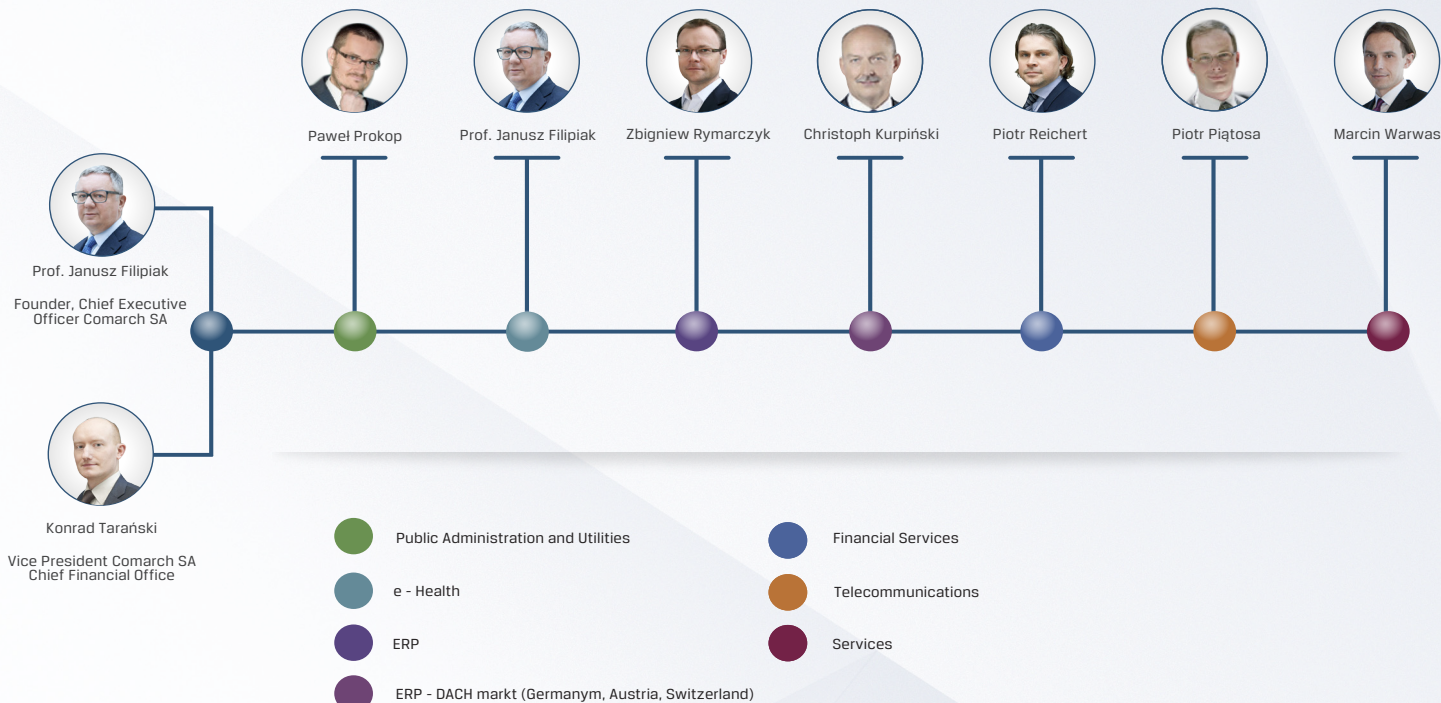 Paweł Prokop
Prof. Janusz Filipiak
Zbigniew Rymarczyk
Christoph Kurpiński
Piotr Reichert
Piotr Piątosa
Marcin Warwas
Prof. Janusz Filipiak
Founder, Chief Executive
Officer Comarch SA
Konrad Tarański
Vice President Comarch SA
Chief Financial Office
Public Administration and Utilities
e - Health
ERP
ERP - DACH markt (Germanym, Austria, Switzerland)
Financial Services
Telecommunications
Services